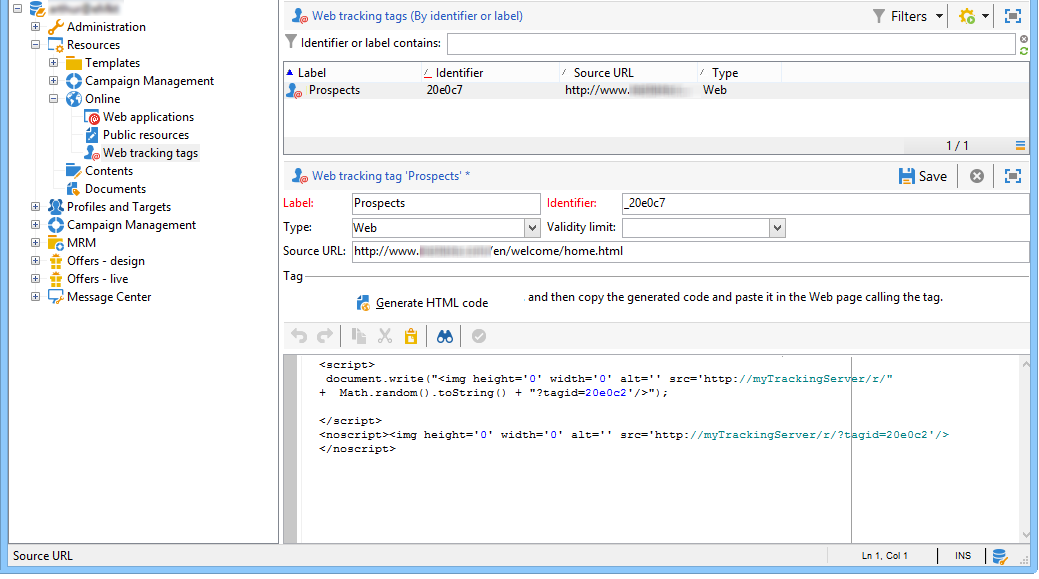 Administration
Resources
Templates
Campaign Management
Online
Web applications
Public resources
Web tracking tags
Contents
Documents
Profiles and Targets
Campaign Management
MRM
Offers - design
Offers - live
Message Center
Web tracking tags (By identifier or label)
Filters
Identifier or label contains:
Label Identifier Source URL Type
Prospects 20e0c7 http://www. Web
1 / 1
Web tracking tag 'Prospects' *
Save
Label: Prospects Identifier: _20e0c7
Type: Web Validity limit:
Source URL: http://www. /en/welcome/home.html
Tag
Generate HTML code , and then copy the generated code and paste it in the Web page calling the tag.
<script>
document.write("<img height='0' width='0' alt='' src='http://myTrackingServer/r/"
+ Math.random().toString() + "?tagid=20e0c2'/>");
</script>
<noscript><img height='0' width='0' alt='' src='http://myTrackingServer/r/?tagid=20e0c2'/>
</noscript>
Source URL Ln 1, Col 1 INS